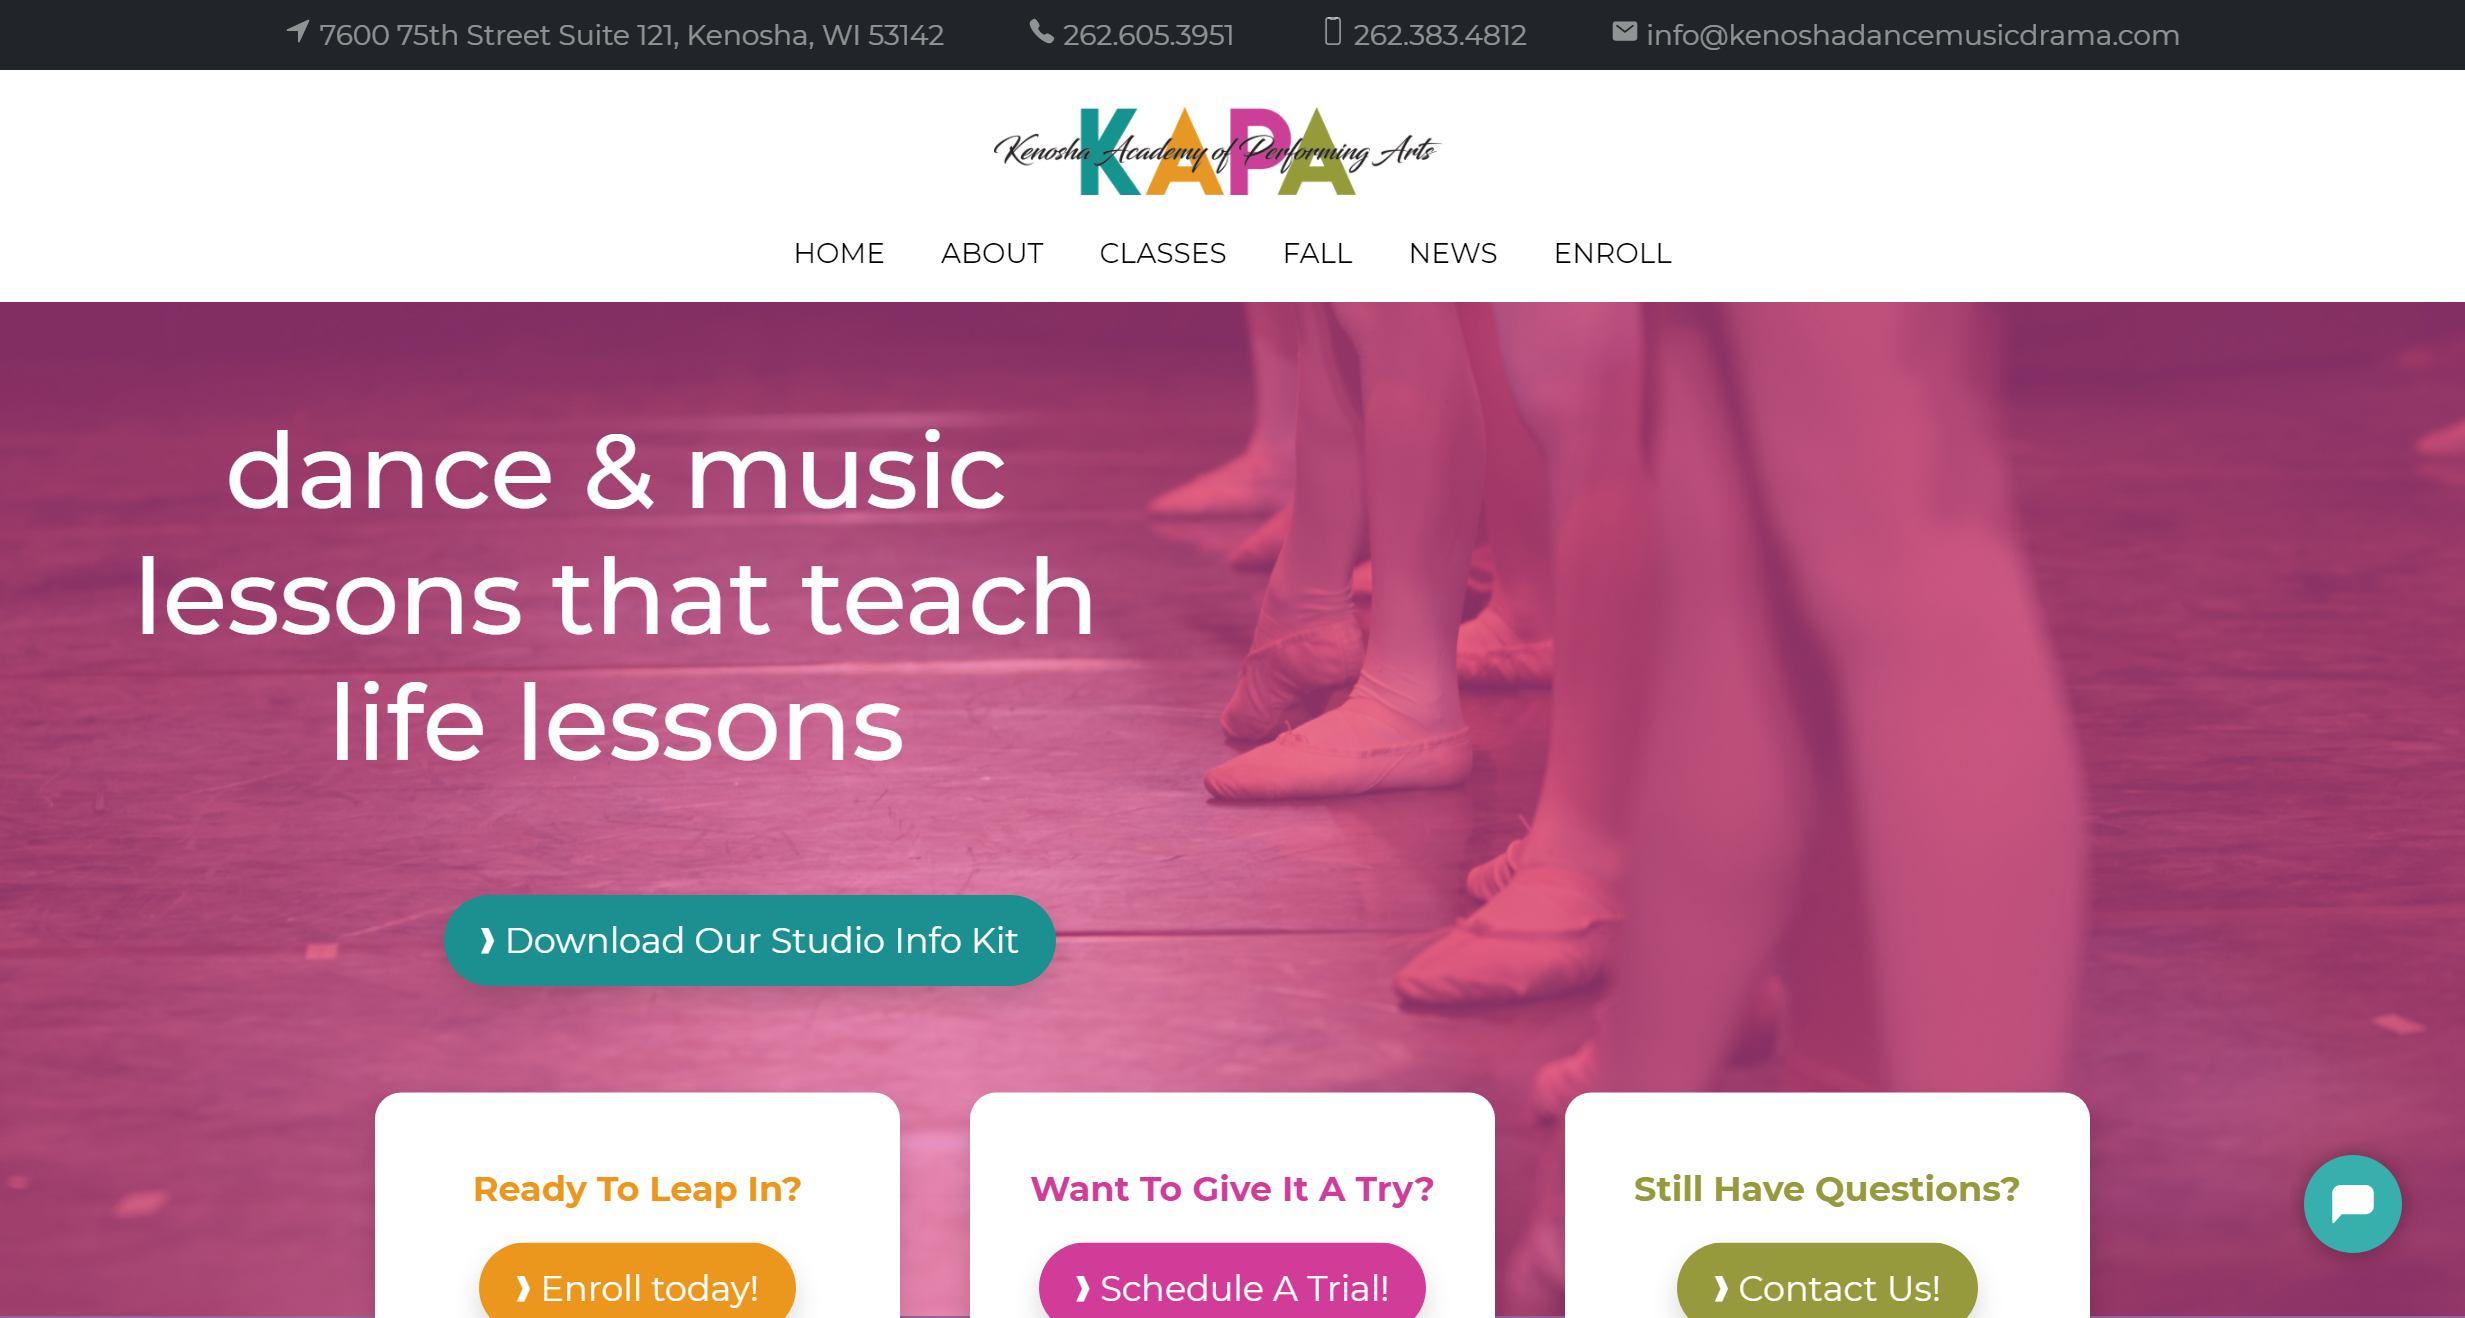 7600 75th Street Suite 121, Kenosha, WI 53142 262.605.3951 262.383.4812 info@kenoshadancemusicdrama.com
KAPA
Kenosha Academy of Performing Arts
HOME ABOUT CLASSES FALL NEWS ENROLL
dance & music
lessons that teach
life lessons
Download Our Studio Info Kit
Ready To Leap In? Want To Give It A Try? Still Have Questions?
Enroll today! Schedule A Trial! Contact Us!